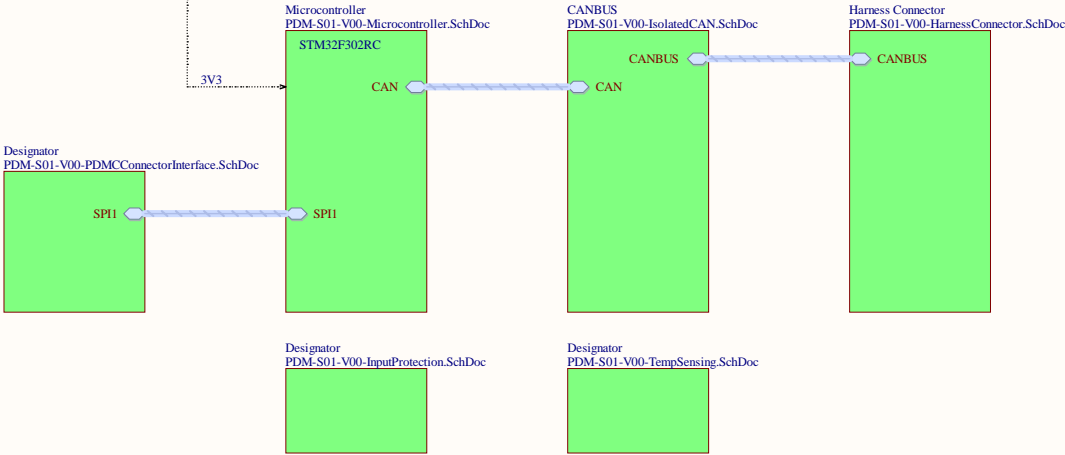 Microcontroller
PDM-S01-V00-Microcontroller.SchDoc
STM32F302RC
CAN
3V3
SPI1
CANBUS
PDM-S01-V00-IsolatedCAN.SchDoc
CANBUS
CAN
Harness Connector
PDM-S01-V00-HarnessConnector.SchDoc
CANBUS
Designator
PDM-S01-V00-PDMCConnectorInterface.SchDoc
SPI1
Designator
PDM-S01-V00-InputProtection.SchDoc
Designator
PDM-S01-V00-TempSensing.SchDoc